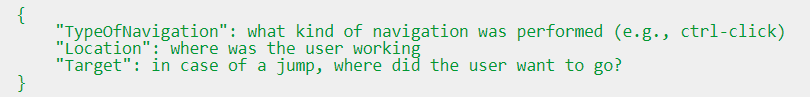 {
"TypeOfNavigation": what kind of navigation was performed (e.g., ctrl-click)
"Location": where was the user working
"Target": in case of a jump, where did the user want to go?
}